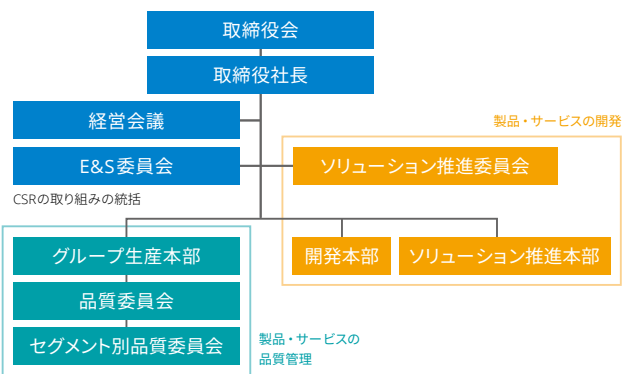 取締役会
取締役社長
経営会議
製品・サービスの開発
E&S委員会
ソリューション推進委員会
CSRの取り組みの統括
グループ生産本部
開発本部
ソリューション推進本部
品質委員会
セグメント別品質委員会
製品・サービスの
品質管理